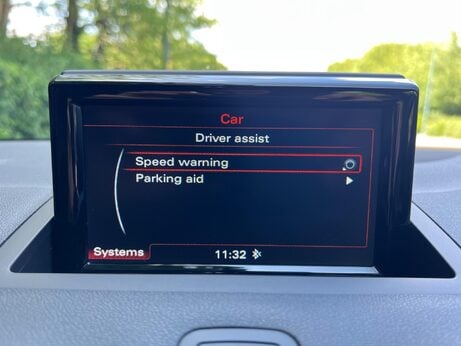 Car
Driver assist
Speed warning
Parking aid
Systems
11:32